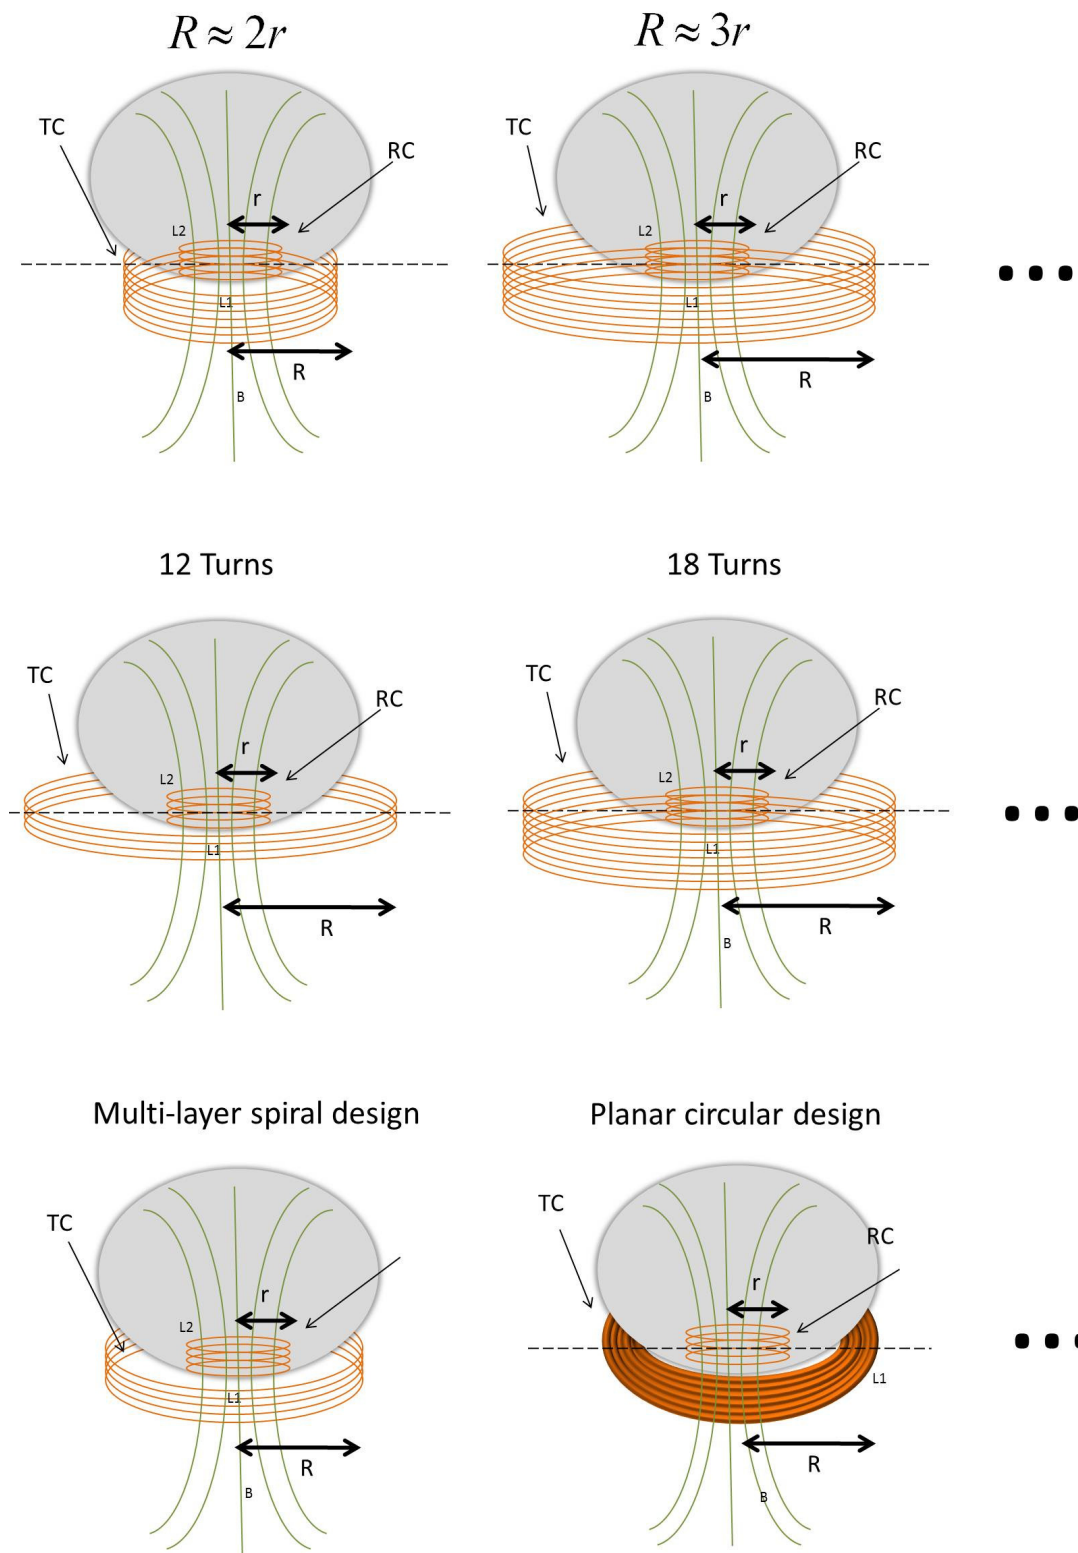 R ≈ 2r
R ≈ 3r
TC
RC
r
L2
L1
R
B
TC
RC
r
L2
L1
R
B
...
12 Turns
18 Turns
TC
RC
r
L2
L1
R
TC
RC
r
L2
L1
R
B
...
Multi-layer spiral design
Planar circular design
TC
r
L2
L1
R
B
TC
RC
r
L1
R
B
...